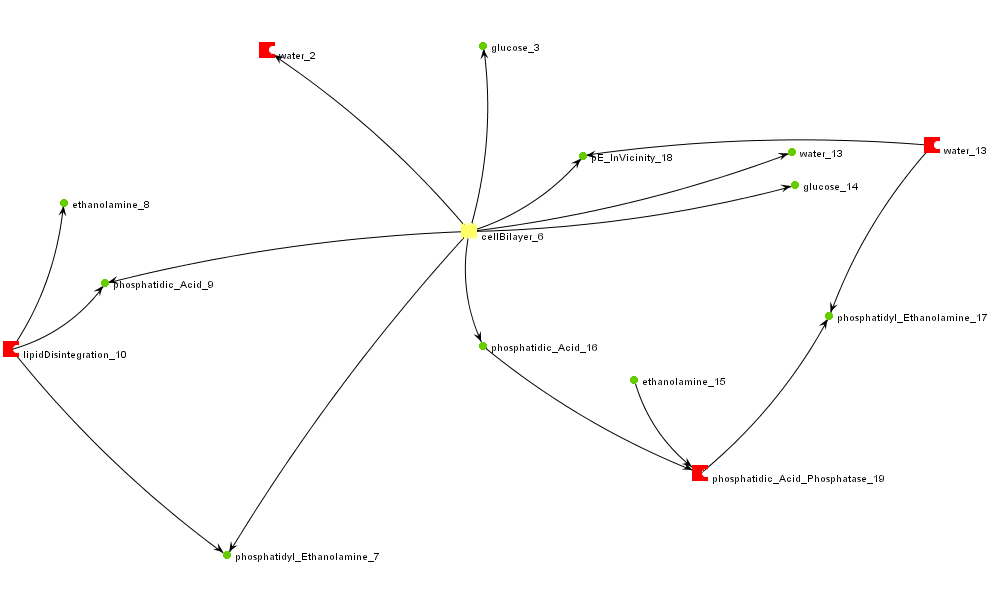 glucose_3
water_2
water_13
water_13
pE_InVicinity_18
glucose_14
ethanolamine_8
cellBilayer_6
phosphatidic_Acid_9
phosphatidyl_Ethanolamine_17
phosphatidic_Acid_16
lipidDisintegration_10
ethanolamine_15
phosphatidic_Acid_Phosphatase_19
phosphatidyl_Ethanolamine_7